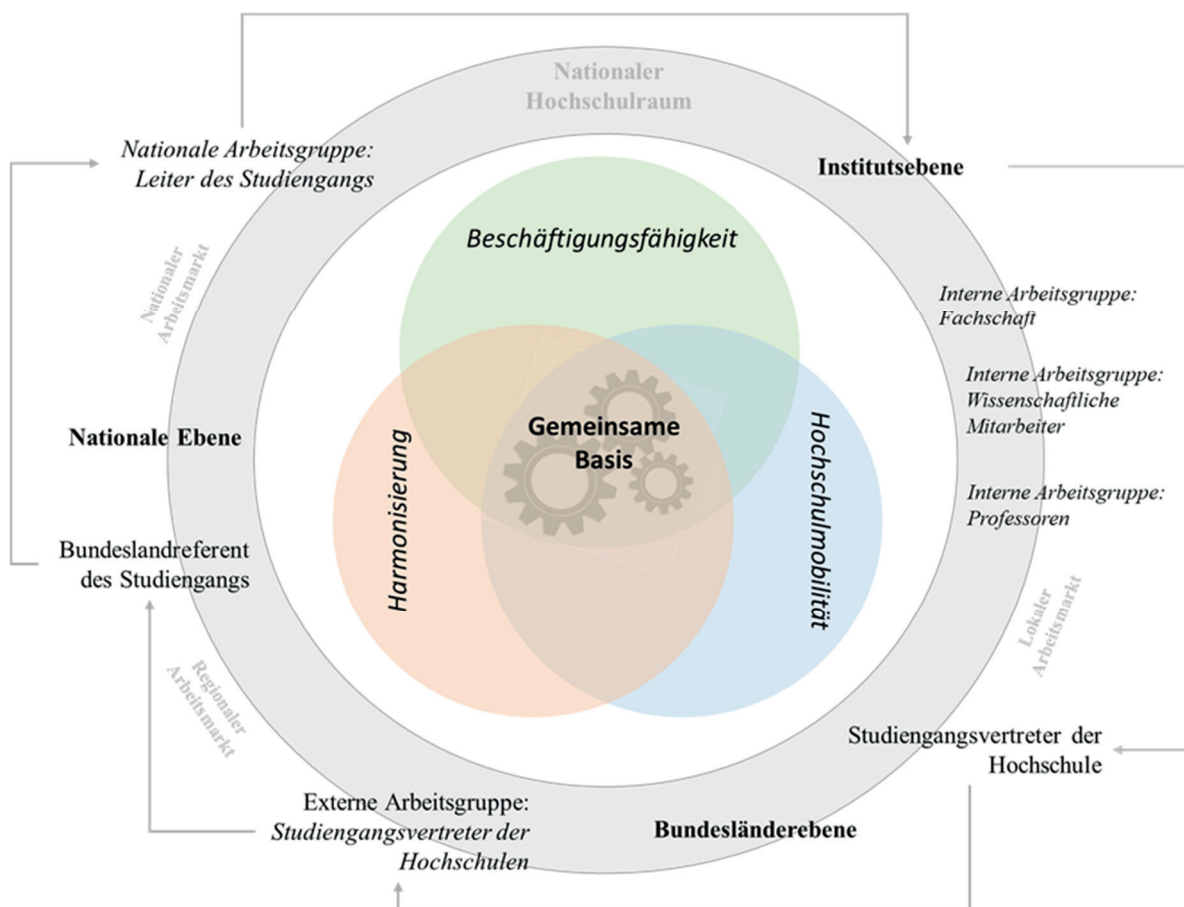 Nationaler
Hochschulraum
Nationale Arbeitsgruppe:
Leiter des Studiengangs
Institutsebene
Beschäftigungsfähigkeit
Nationaler
Arbeitsmarkt
Interne Arbeitsgruppe:
Fachschaft
Interne Arbeitsgruppe:
Wissenschaftliche
Mitarbeiter
Nationale Ebene
Gemeinsame
Basis
Harmonisierung
Hochschulmobilität
Interne Arbeitsgruppe:
Professoren
Bundeslandreferent
des Studiengangs
Lokaler
Arbeitsmarkt
Regionaler
Arbeitsmarkt
Studiengangsvertreter der
Hochschule
Externe Arbeitsgruppe:
Studiengangsvertreter der
Hochschulen
Bundesländerebene